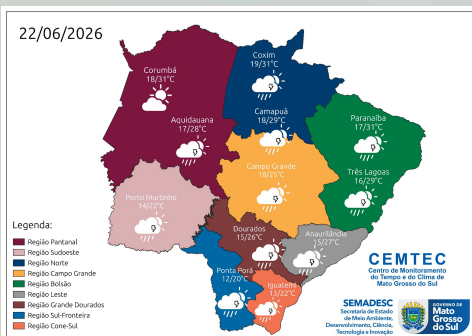 22/06/2026
Coxim
19/31°C
Corumbá
18/31°C
Camapuã
18/29°C
Aquidauana
17/28°C
Paranaíba
17/31°C
Campo Grande
18/25°C
Três Lagoas
16/29°C
Porto Murtinho
14/22°C
Dourados
15/26°C
Anaurilândia
15/27°C
Ponta Porã
12/20°C
Iguatemi
13/22°C
Legenda:
Região Pantanal
Região Sudoeste
Região Norte
Região Campo Grande
Região Bolsão
Região Leste
Região Grande Dourados
Região Sul-Fronteira
Região Cone-Sul
CEMTEC
Centro de Monitoramento
do Tempo e do Clima de
Mato Grosso do Sul
SEMADESC
Secretaria de Estado
de Meio Ambiente,
Desenvolvimento, Ciência,
Tecnologia e Inovação
GOVERNO DE
Mato
Grosso
do Sul